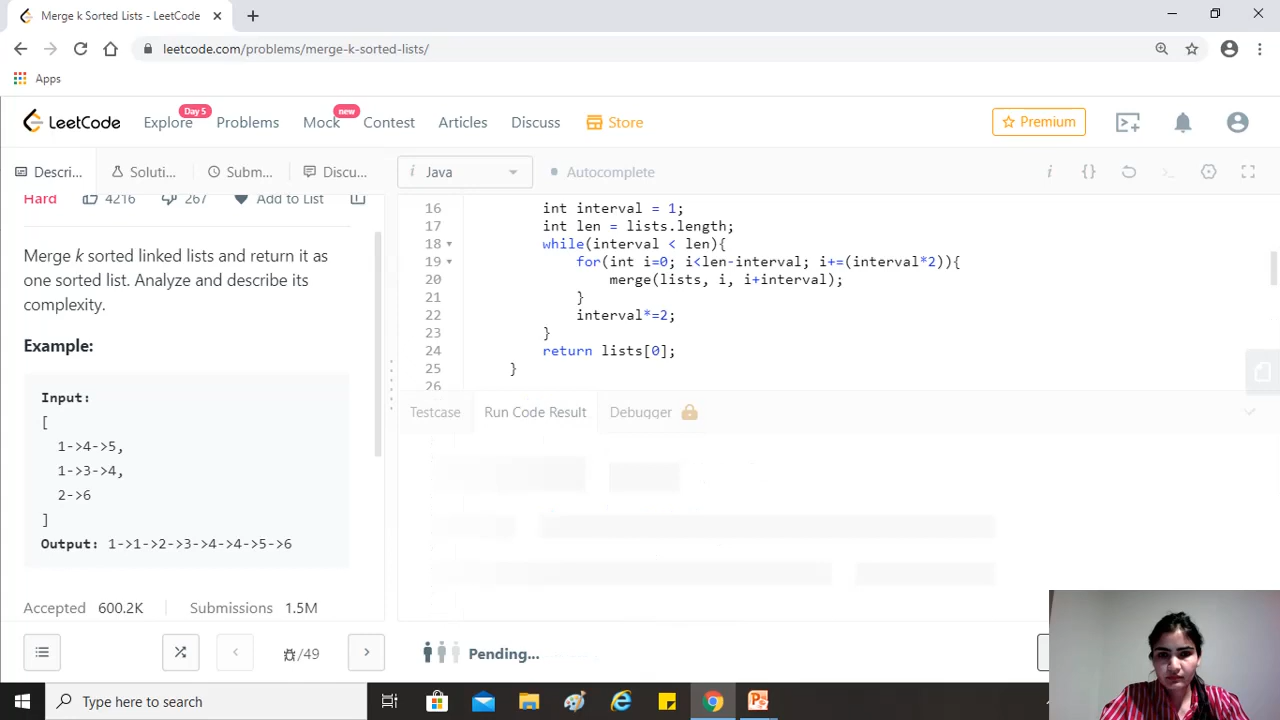 Merge k Sorted Lists - LeetCode
leetcode.com/problems/merge-k-sorted-lists/
Apps
LeetCode
Explore
Day 5
Problems
Mock
new
Contest
Articles
Discuss
Store
Premium
Descri...
Soluti...
Subm...
Discu...
i Java
Autocomplete
Hard
4216
267
Add to List
Merge k sorted linked lists and return it as
one sorted list. Analyze and describe its
complexity.
Example:
Input:
[
1->4->5,
1->3->4,
2->6
]
Output: 1->1->2->3->4->4->5->6
Accepted 600.2K
Submissions 1.5M
/49
16 int interval = 1;
17 int len = lists.length;
18 while(interval < len){
19 for(int i=0; i<len-interval; i+=(interval*2)){
20 merge(lists, i, i+interval);
21 }
22 interval*=2;
23 }
24 return lists[0];
25 }
26
Testcase
Run Code Result
Debugger
Pending...
Type here to search